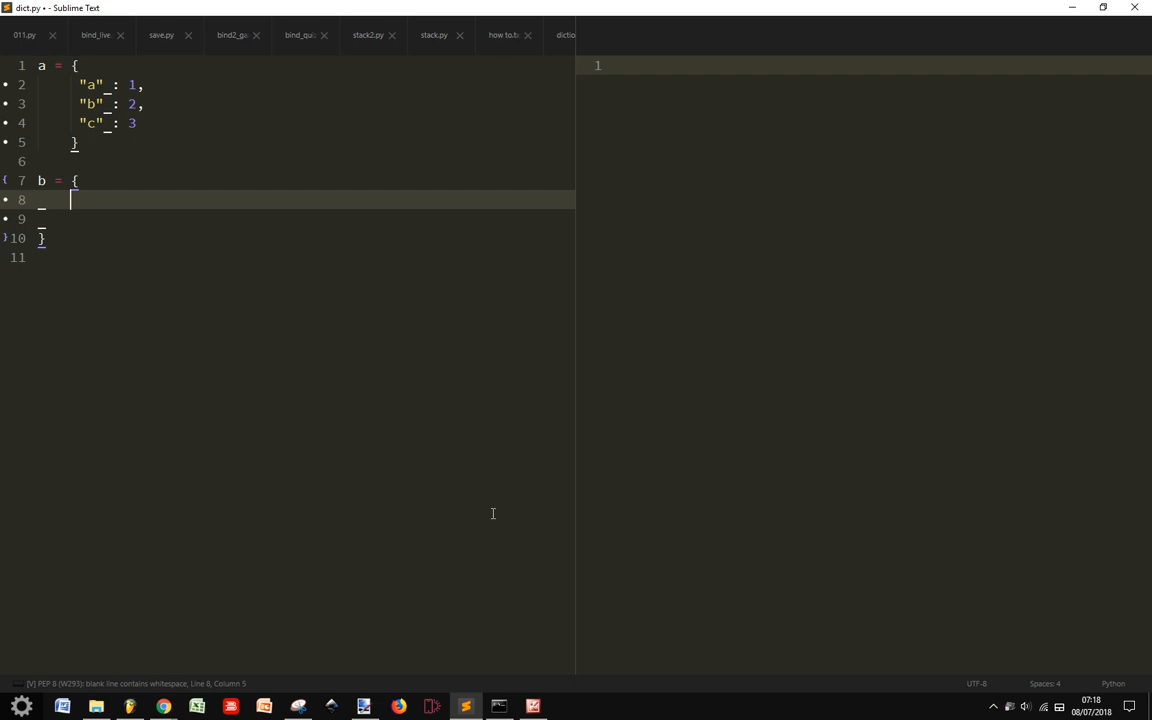 dict.py • - Sublime Text
011.py bind_live save.py bind2_ga bind_qui stack2.py stack.py how to.tx dictio
1 a = {
2 "a" : 1,
3 "b" : 2,
4 "c" : 3
5 }
6
7 b = {
8
9
10 }
11
1
[V] PEP 8 (W293): blank line contains whitespace, Line 8, Column 5 UTF-8 Spaces: 4 Python
07:18
08/07/2018